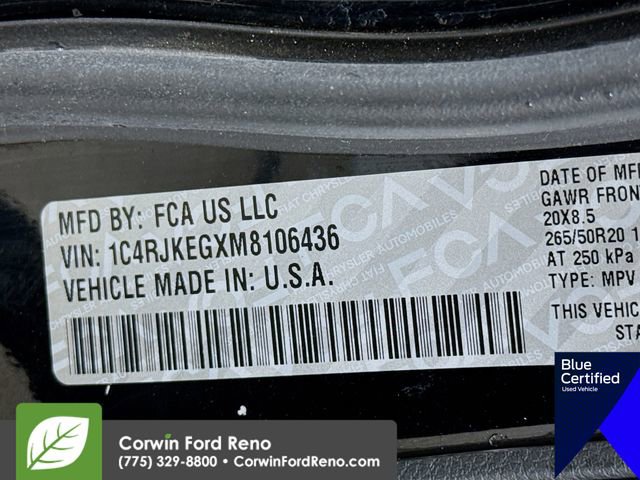 MFD BY: FCA US LLC
VIN: 1C4RJKEGXM8106436
VEHICLE MADE IN: U.S.A.
DATE OF MF
GAWR FRON
20X8.5
265/50R20 1
AT 250 kPa
TYPE: MPV
THIS VEHIC
STA
Blue
Certified
Used Vehicle
Corwin Ford Reno
(775) 329-8800 • CorwinFordReno.com